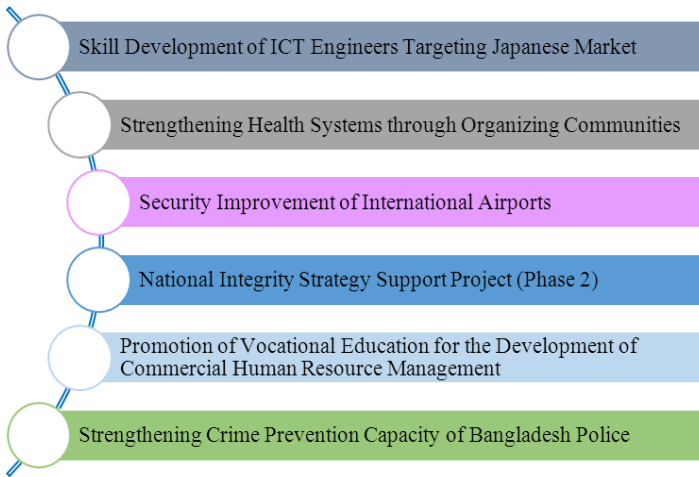 Skill Development of ICT Engineers Targeting Japanese Market
Strengthening Health Systems through Organizing Communities
Security Improvement of International Airports
National Integrity Strategy Support Project (Phase 2)
Promotion of Vocational Education for the Development of
Commercial Human Resource Management
Strengthening Crime Prevention Capacity of Bangladesh Police